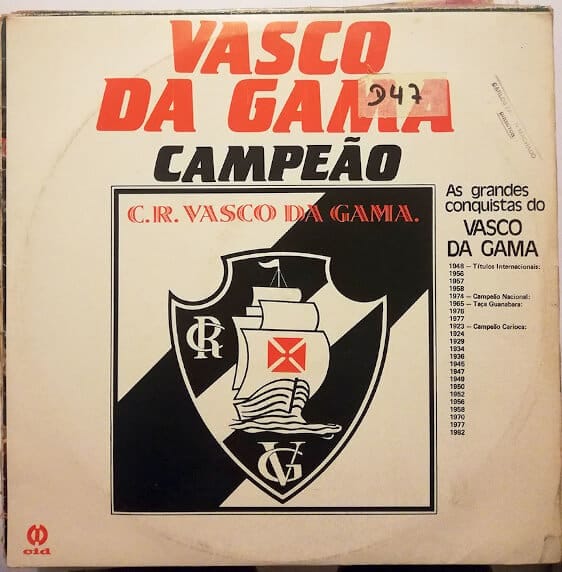 VASCO
DA GAMA
CAMPEÃO
D47
C.R. VASCO DA GAMA.
CR
VG
As grandes
conquistas do
VASCO
DA GAMA
1948 — Títulos Internacionais:
1956
1957
1958
1974 — Campeão Nacional:
1965 — Taça Guanabara:
1976
1977
1923 — Campeão Carioca:
1924
1929
1934
1936
1945
1947
1949
1950
1952
1956
1958
1970
1977
1982
cid